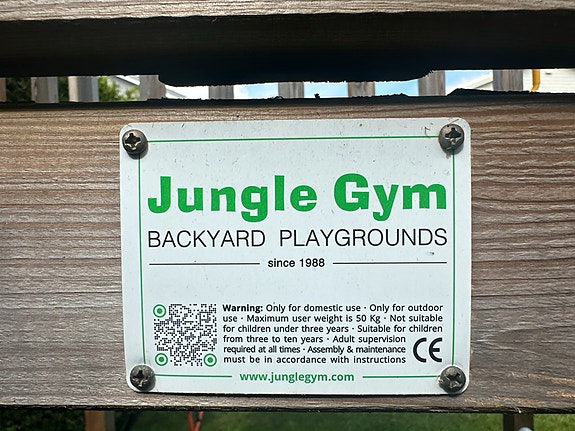 Jungle Gym
BACKYARD PLAYGROUNDS
since 1988
Warning: Only for domestic use · Only for outdoor
use · Maximum user weight is 50 Kg · Not suitable
for children under three years · Suitable for children
from three to ten years · Adult supervision
required at all times · Assembly & maintenance
must be in accordance with instructions
CE
www.junglegym.com